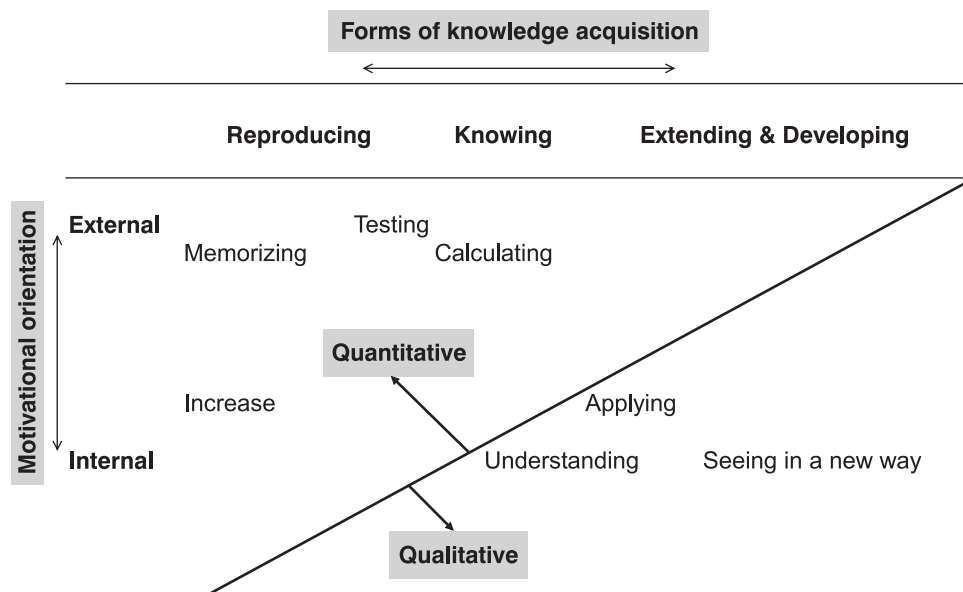 Forms of knowledge acquisition
Reproducing Knowing Extending & Developing
Motivational orientation
External Testing
Memorizing Calculating
Quantitative
Increase Applying
Internal Understanding Seeing in a new way
Qualitative